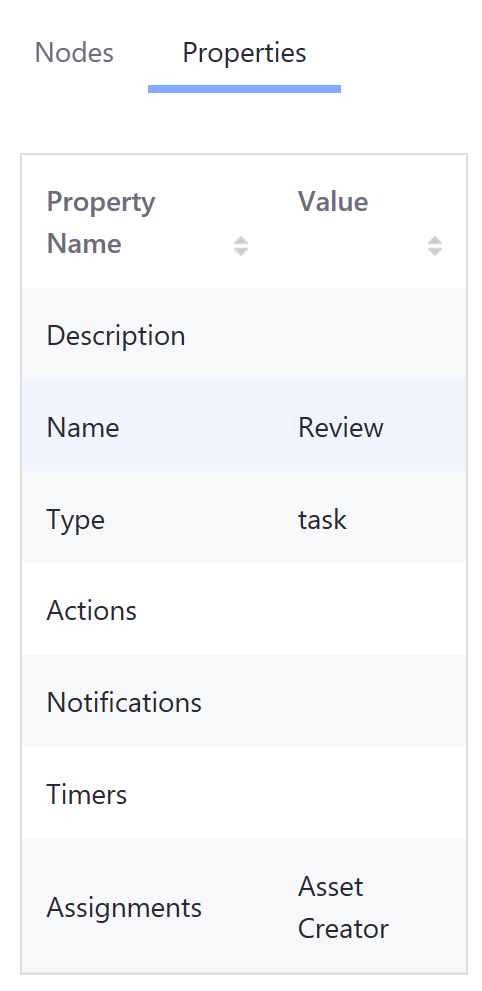 Nodes Properties
Property Name Value
Description
Name Review
Type task
Actions
Notifications
Timers
Assignments Asset Creator